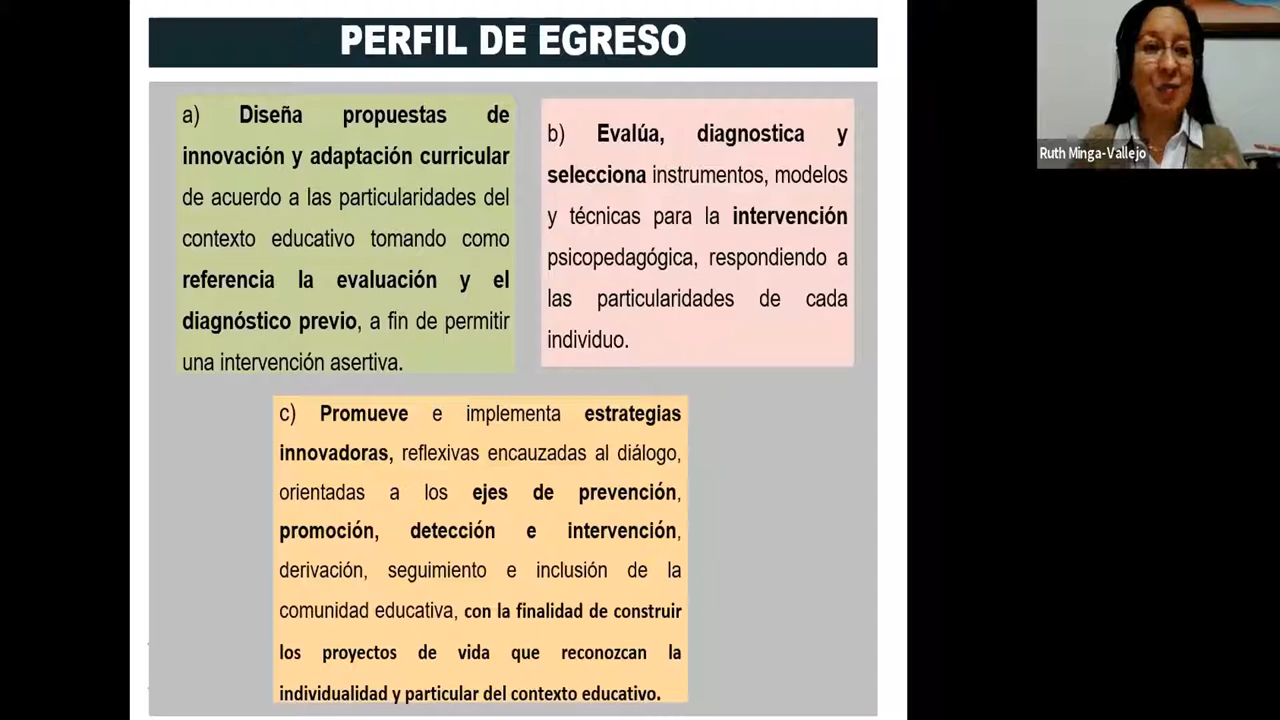 PERFIL DE EGRESO
a) Diseña propuestas de
innovación y adaptación curricular
de acuerdo a las particularidades del
contexto educativo tomando como
referencia la evaluación y el
diagnóstico previo, a fin de permitir
una intervención asertiva.
b) Evalúa, diagnostica y
selecciona instrumentos, modelos
y técnicas para la intervención
psicopedagógica, respondiendo a
las particularidades de cada
individuo.
c) Promueve e implementa estrategias
innovadoras, reflexivas encauzadas al diálogo,
orientadas a los ejes de prevención,
promoción, detección e intervención,
derivación, seguimiento e inclusión de la
comunidad educativa, con la finalidad de construir
los proyectos de vida que reconozcan la
individualidad y particular del contexto educativo.
Ruth Minga-Vallejo